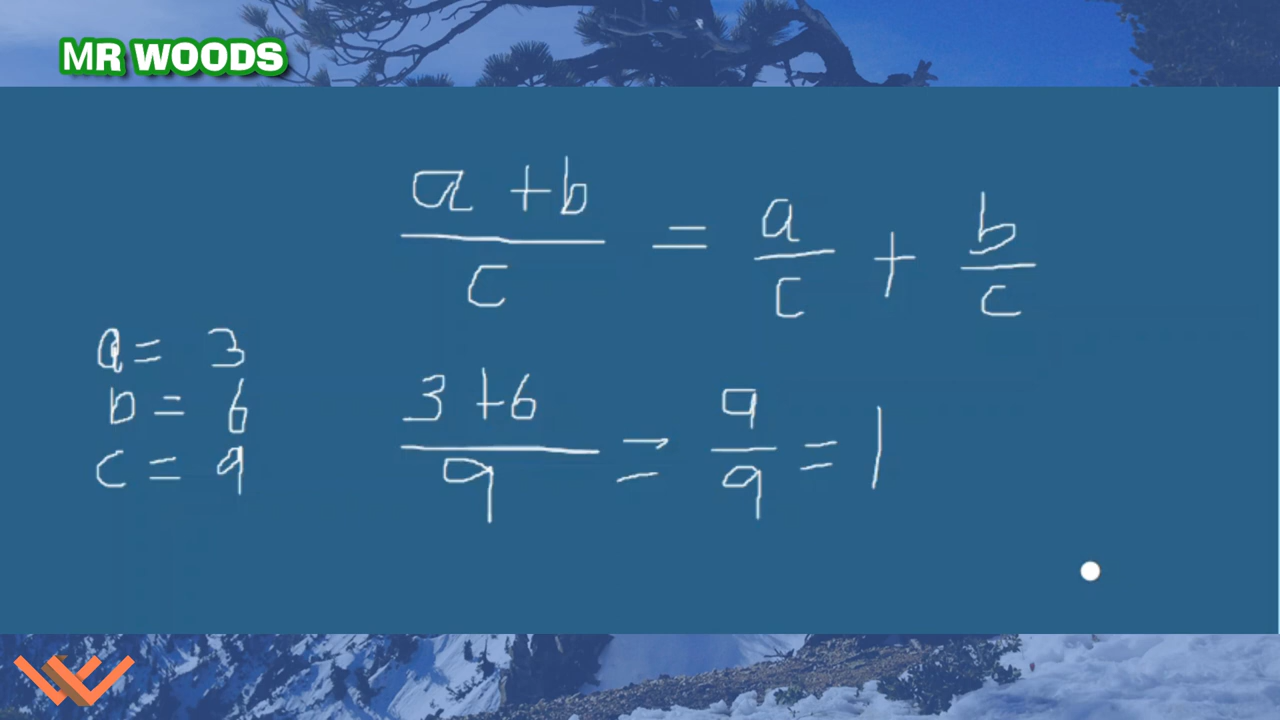 MR WOODS
a + b / c = a / c + b / c
a = 3
b = 6
c = 9
3 + 6 / 9 = 9 / 9 = 1